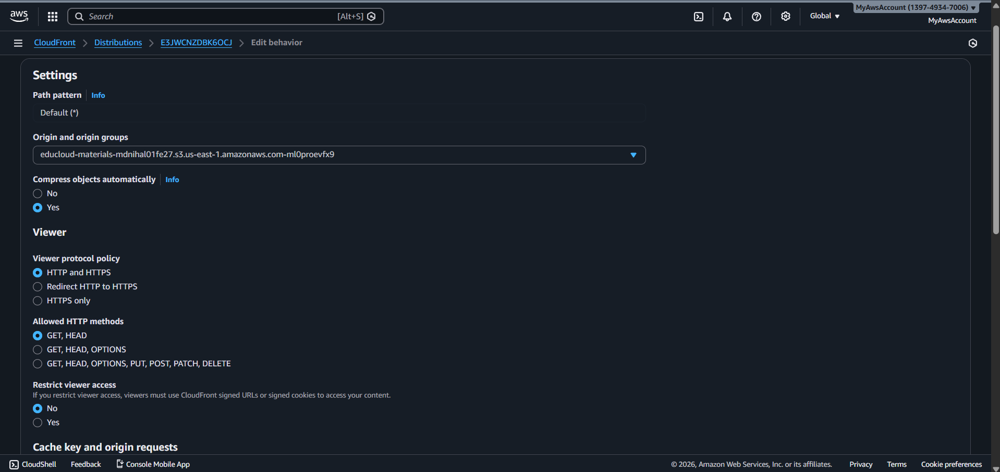 aws
Search [Alt+S]
Global
MyAwsAccount (1397-4934-7006)
MyAwsAccount
CloudFront
Distributions
E3JWCNZDBK6OCJ
Edit behavior
Settings
Path pattern Info
Default (*)
Origin and origin groups
educloud-materials-mdnihal01fe27.s3.us-east-1.amazonaws.com-ml0proevfx9
Compress objects automatically Info
No
Yes
Viewer
Viewer protocol policy
HTTP and HTTPS
Redirect HTTP to HTTPS
HTTPS only
Allowed HTTP methods
GET, HEAD
GET, HEAD, OPTIONS
GET, HEAD, OPTIONS, PUT, POST, PATCH, DELETE
Restrict viewer access
If you restrict viewer access, viewers must use CloudFront signed URLs or signed cookies to access your content.
No
Yes
Cache key and origin requests
CloudShell Feedback Console Mobile App © 2026, Amazon Web Services, Inc. or its affiliates. Privacy Terms Cookie preferences